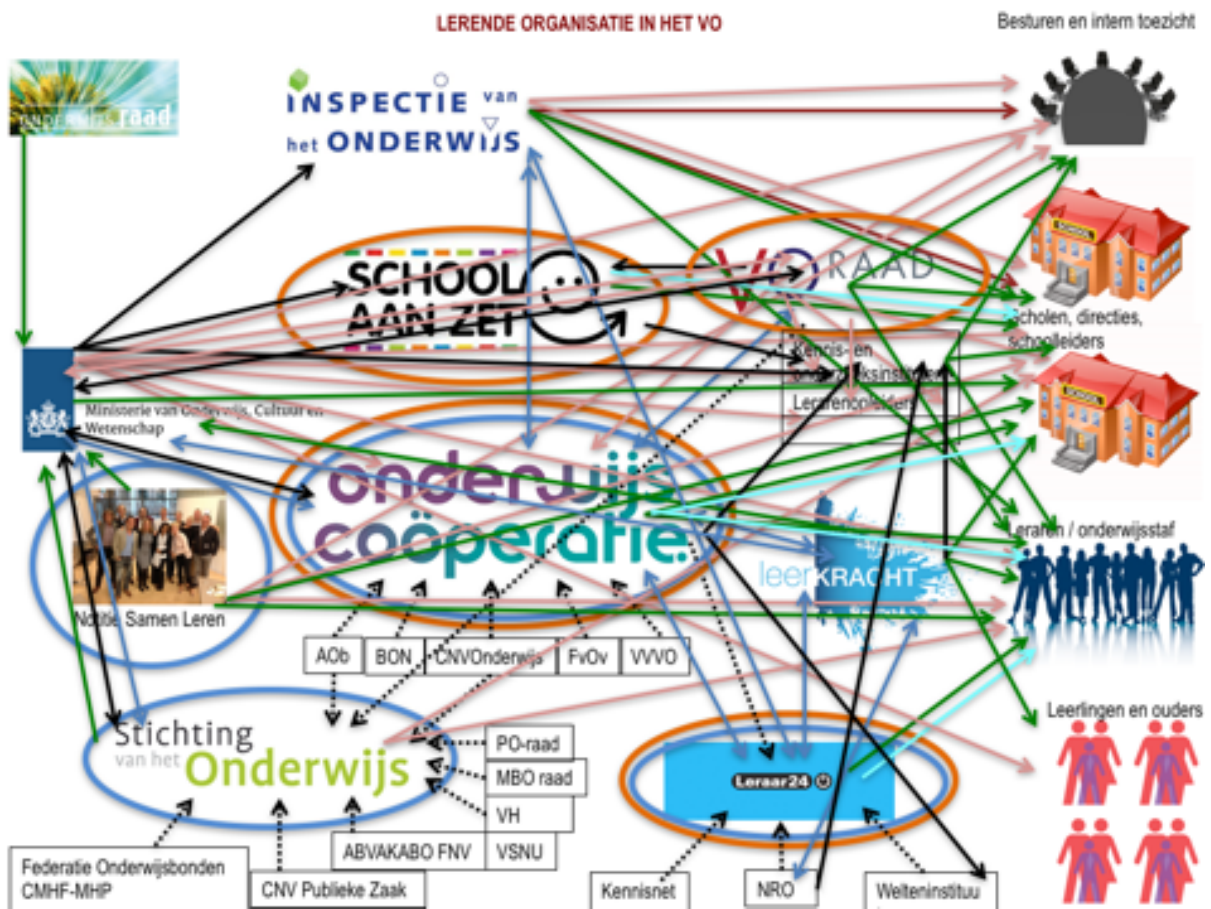 LERENDE ORGANISATIE IN HET VO
Besturen en intern toezicht
ONDERWIJSraad
INSPECTIE van
het ONDERWIJS
SCHOOL
AAN ZET
VO RAAD
SCHOOL
Scholen, directies,
schoolleiders
Kennis- en
Lerarenopleiders
SCHOOL
Ministerie van Onderwijs, Cultuur en
Wetenschap
onderwijs
coöperatie.
Leraren / onderwijsstaf
leerKRACHT
Notitie Samen Leren
AOb
BON
CNVOnderwijs
FvOv
VVVO
Stichting
van het
Onderwijs
PO-raad
MBO raad
VH
VSNU
ABVAKABO FNV
Federatie Onderwijsbonden
CMHF-MHP
CNV Publieke Zaak
Leraar24
Kennisnet
NRO
Welteninstituu
Leerlingen en ouders